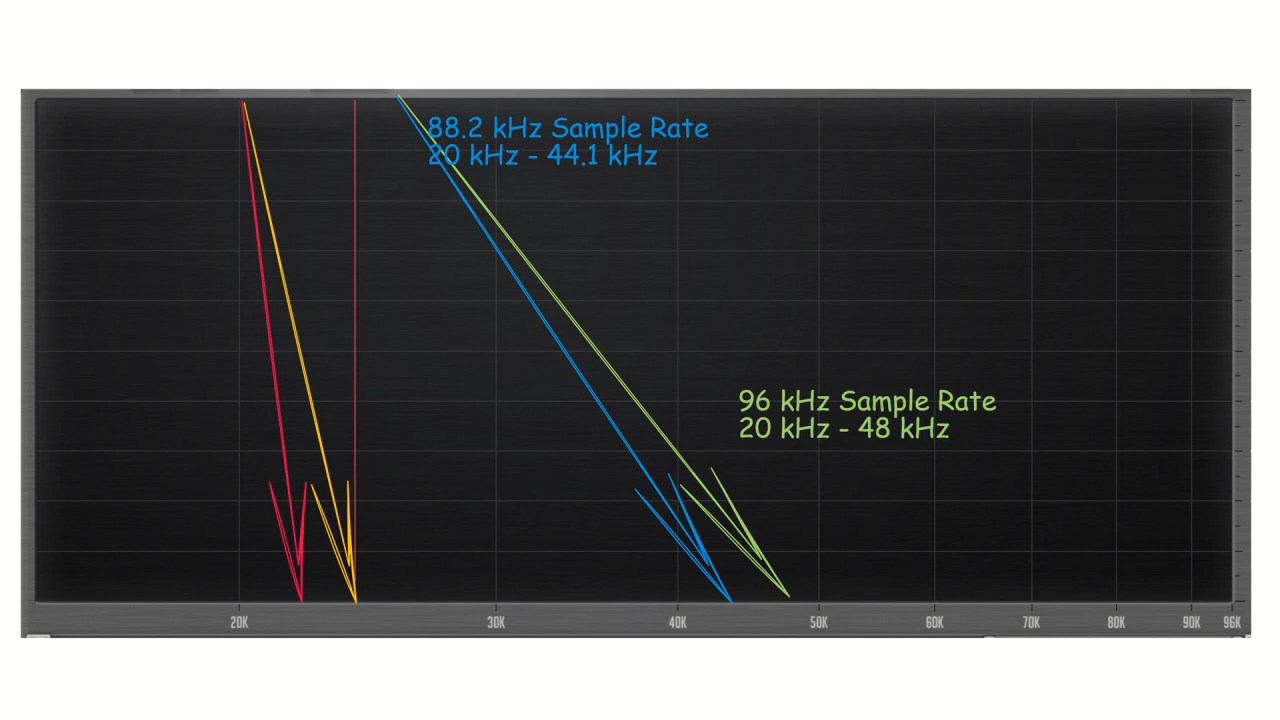 88.2 kHz Sample Rate
20 kHz - 44.1 kHz
96 kHz Sample Rate
20 kHz - 48 kHz
20K 30K 40K 50K 60K 70K 80K 90K 96K